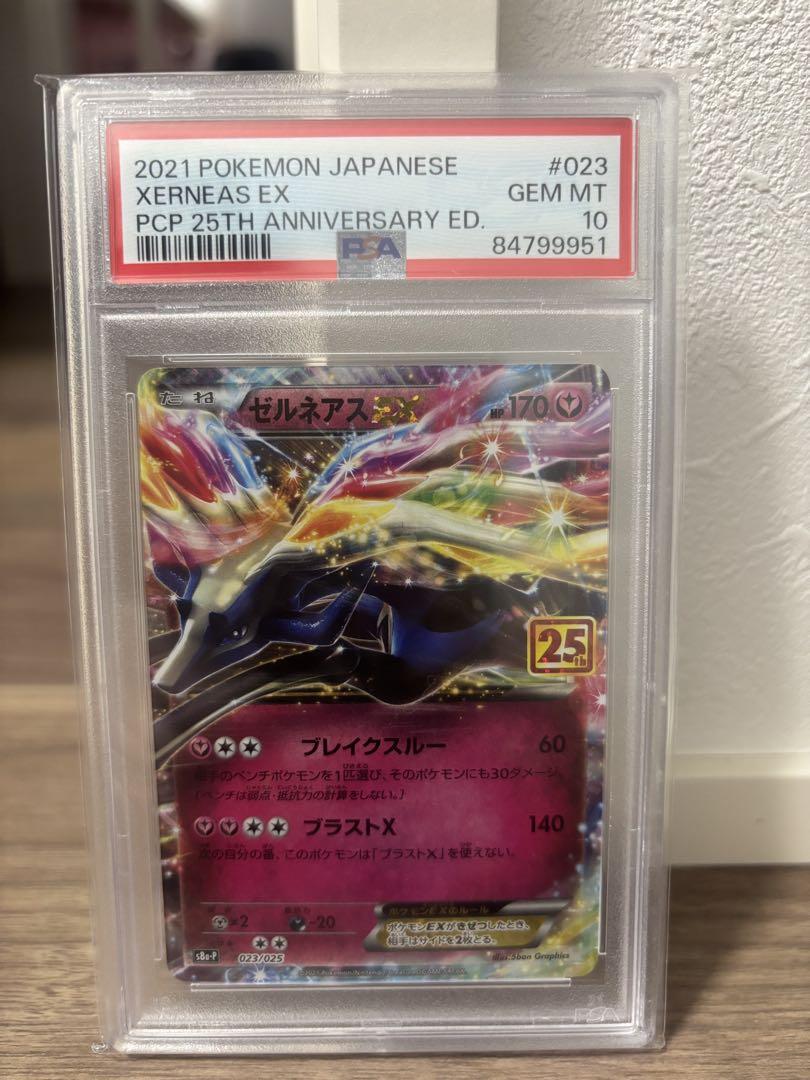 2021 POKEMON JAPANESE #023
XERNEAS EX GEM MT
PCP 25TH ANNIVERSARY ED. 10
PSA 84799951
たね ゼルネアスEX HP170
25th
ブレイクスルー 60
相手のベンチポケモンを1匹選び、そのポケモンにも30ダメージ。
[ベンチは弱点・抵抗力の計算をしない。]
ブラストX 140
次の自分の番、このポケモンは「ブラストX」を使えない。
×2 -20
ポケモンEXのルール
ポケモンEXがきぜつしたとき、
相手はサイドを2枚とる。
s8a-P 023/025
Illus. 5ban Graphics